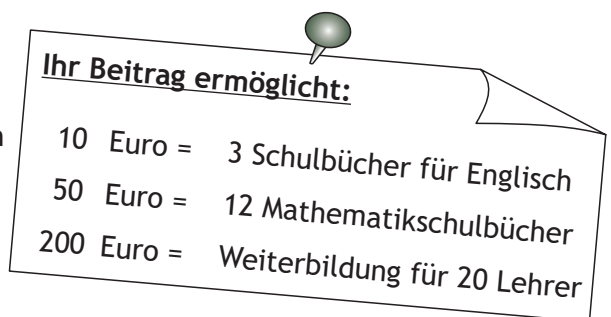 Ihr Beitrag ermöglicht:
10 Euro = 3 Schulbücher für Englisch
50 Euro = 12 Mathematikschulbücher
200 Euro = Weiterbildung für 20 Lehrer